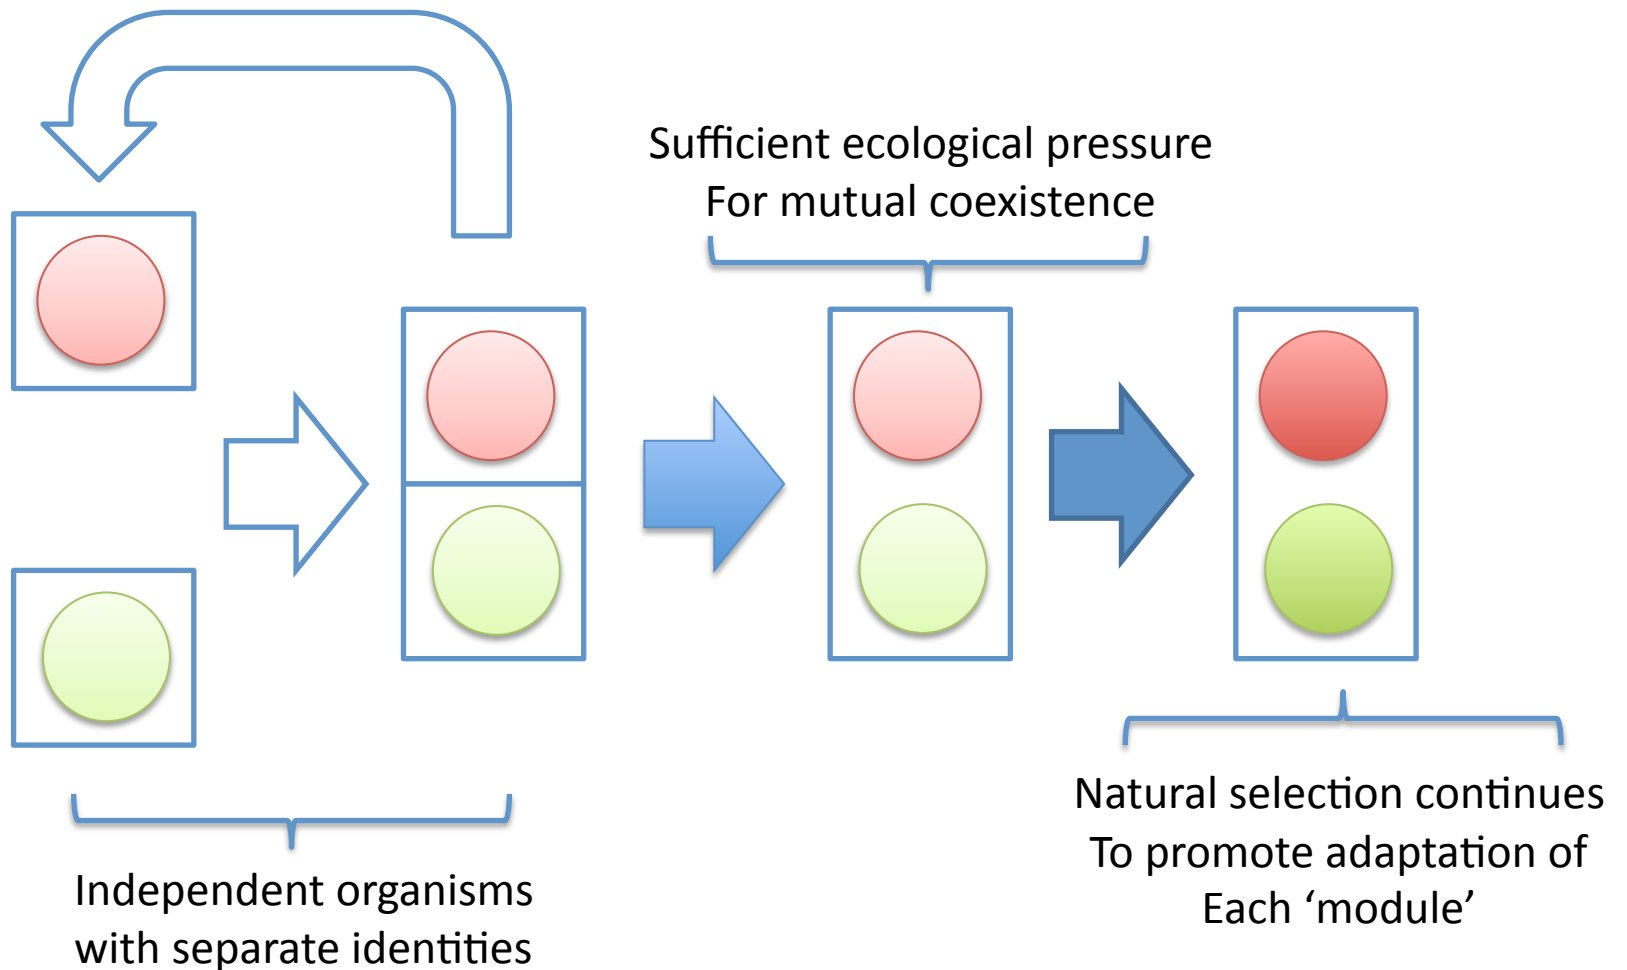 Sufficient ecological pressure
For mutual coexistence
Independent organisms
with separate identities
Natural selection continues
To promote adaptation of
Each ‘module’